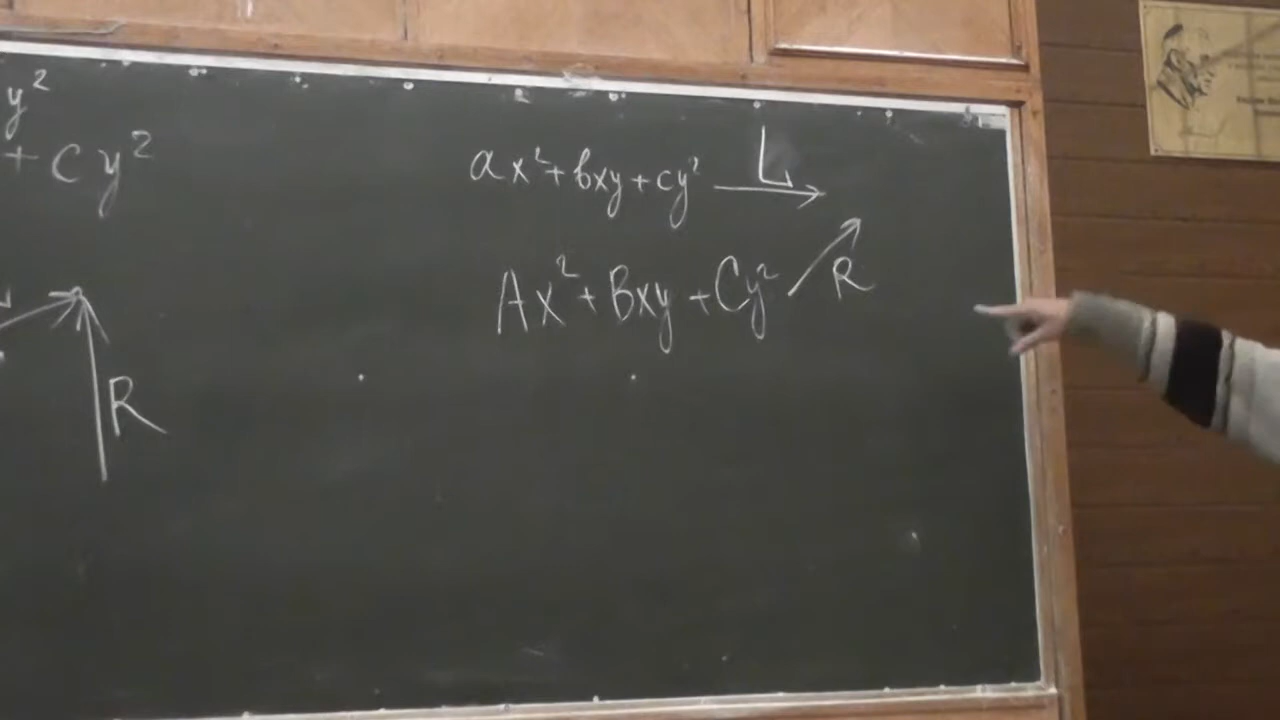 y²
+ cy²
R
ax²+bxy+cy² → L
Ax²+Bxy+Cy² ↗ R